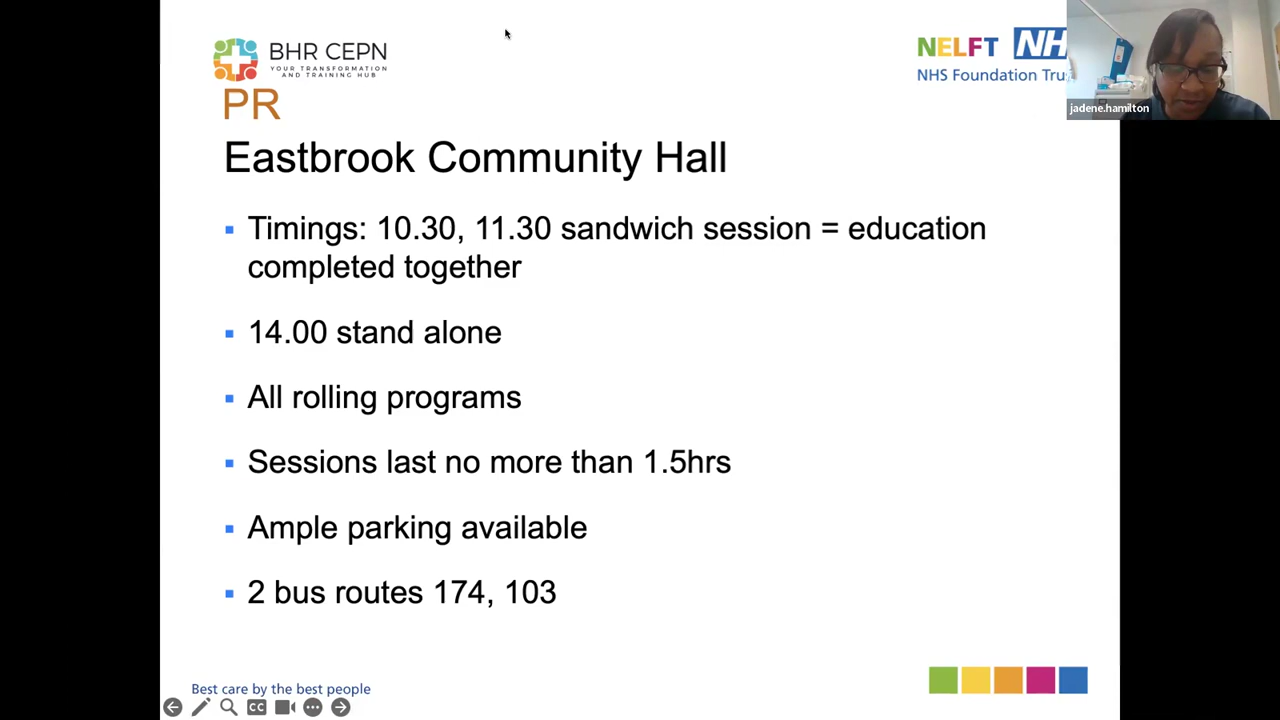 BHR CEPN
YOUR TRANSFORMATION
AND TRAINING HUB
NELFT NH
NHS Foundation Tru
jadene.hamilton
PR
Eastbrook Community Hall
▪ Timings: 10.30, 11.30 sandwich session = education
completed together
▪ 14.00 stand alone
▪ All rolling programs
▪ Sessions last no more than 1.5hrs
▪ Ample parking available
▪ 2 bus routes 174, 103
Best care by the best people
CC